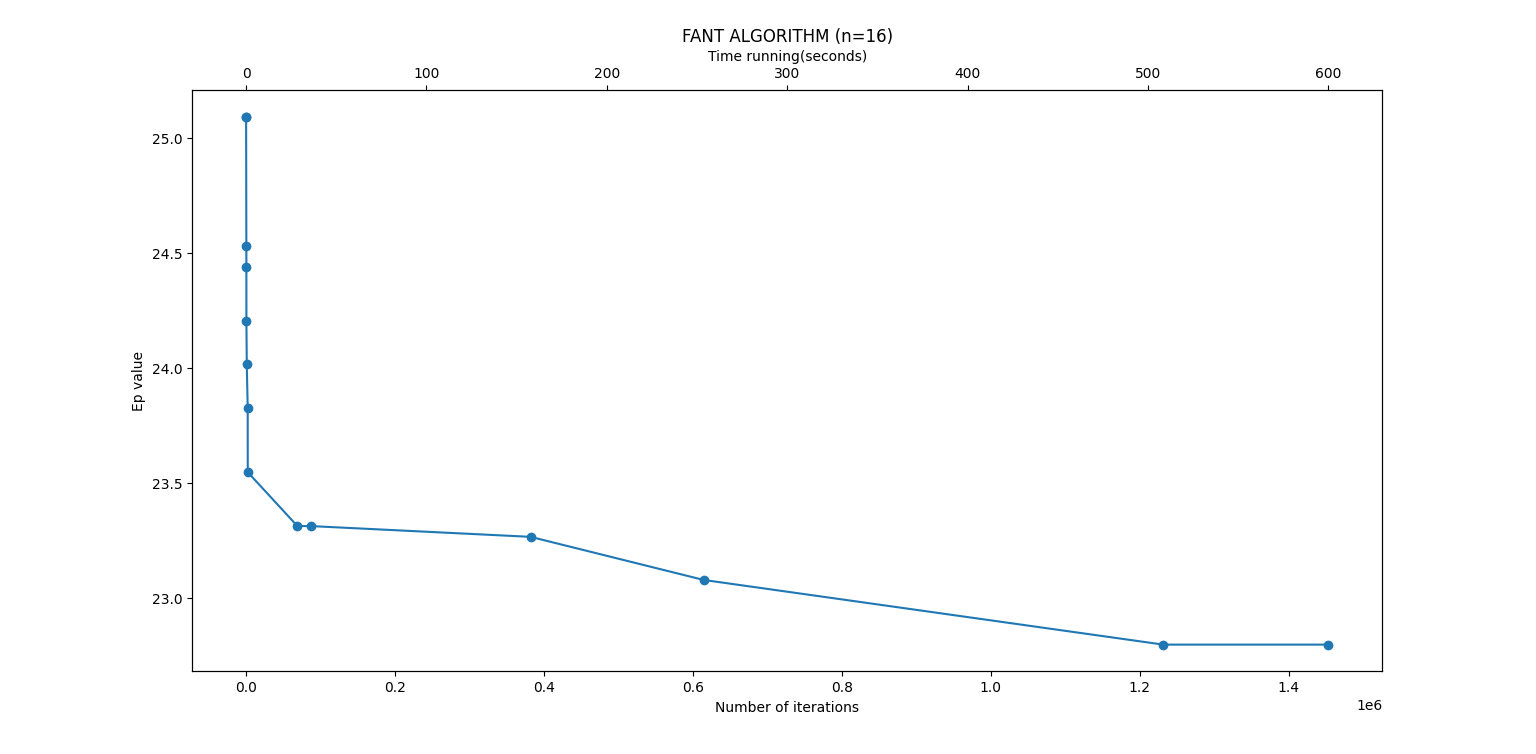 FANT ALGORITHM (n=16)
Time running(seconds)
0 100 200 300 400 500 600
25.0
24.5
24.0
23.5
23.0
Ep value
0.0 0.2 0.4 0.6 0.8 1.0 1.2 1.4
Number of iterations
1e6